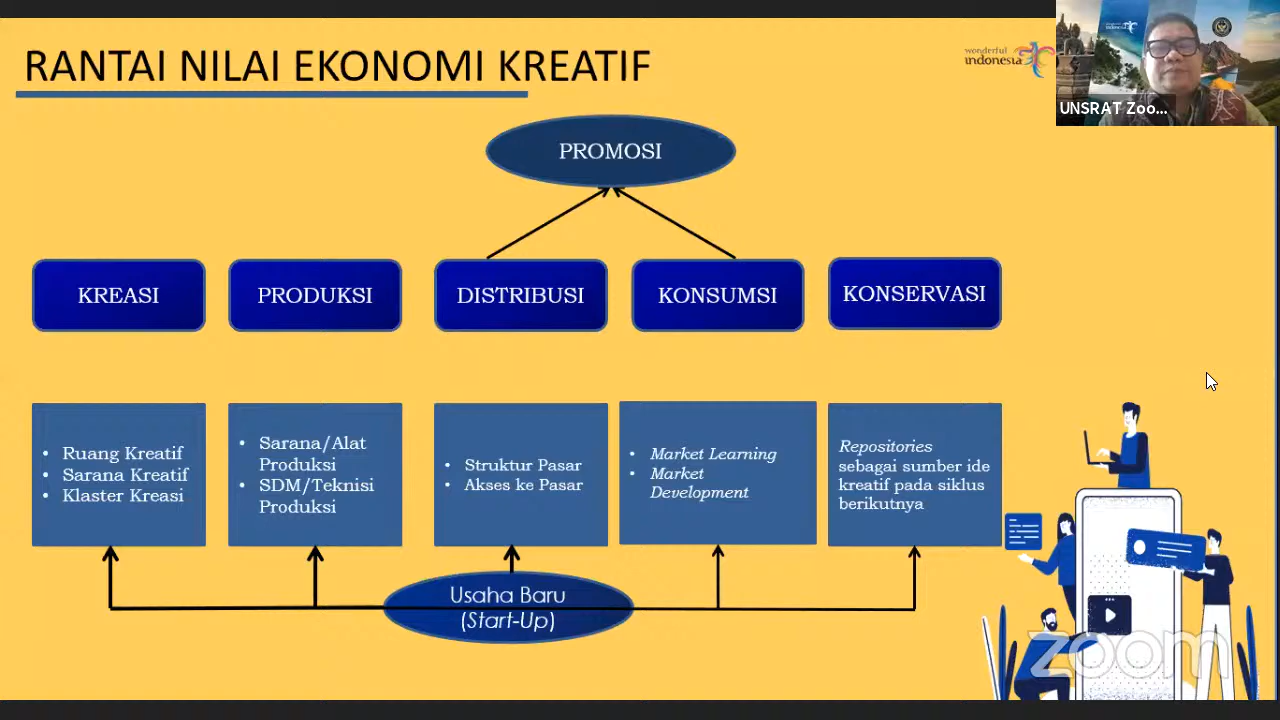 RANTAI NILAI EKONOMI KREATIF
wonderful
indonesia
UNSRAT Zoo...
PROMOSI
KREASI
PRODUKSI
DISTRIBUSI
KONSUMSI
KONSERVASI
• Ruang Kreatif
• Sarana Kreatif
• Klaster Kreasi
• Sarana/Alat
Produksi
• SDM/Teknisi
Produksi
• Struktur Pasar
• Akses ke Pasar
• Market Learning
• Market
Development
Repositories
sebagai sumber ide
kreatif pada siklus
berikutnya
Usaha Baru
(Start-Up)
zoom